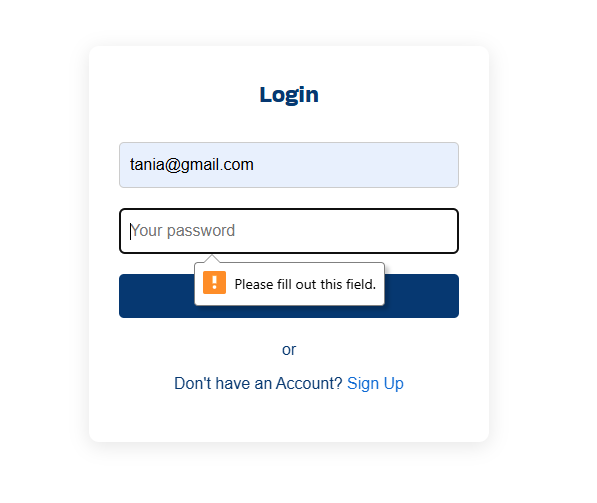 Login
tania@gmail.com
Your password
Please fill out this field.
or
Don't have an Account? Sign Up